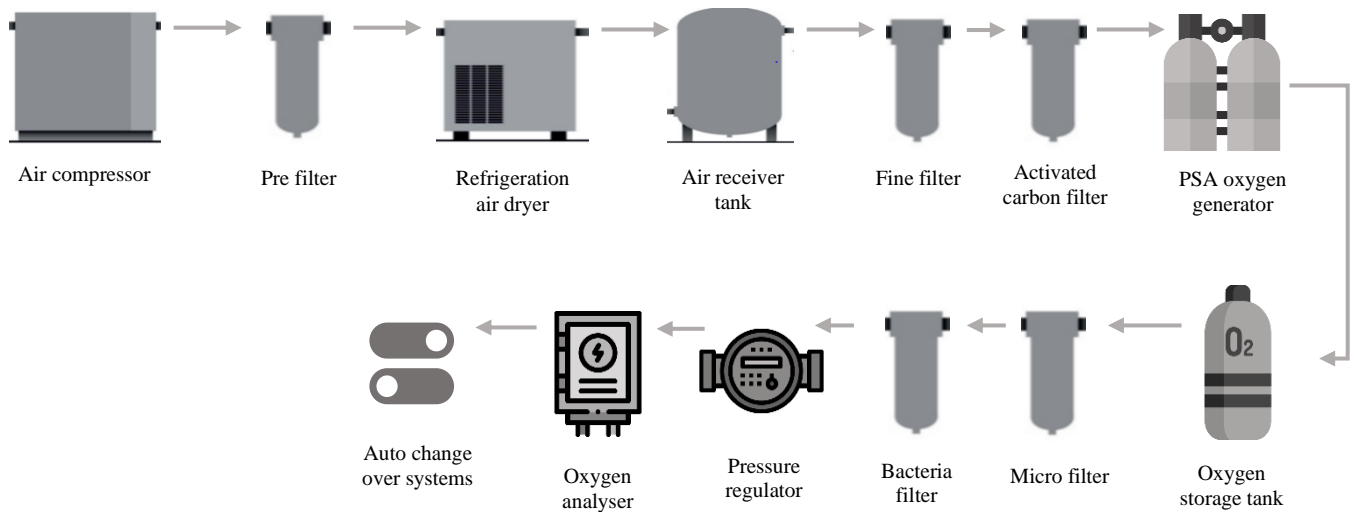 Air compressor
Pre filter
Refrigeration
air dryer
Air receiver
tank
Fine filter
Activated
carbon filter
PSA oxygen
generator
O2
Oxygen
storage tank
Micro filter
Bacteria
filter
Pressure
regulator
Oxygen
analyser
Auto change
over systems